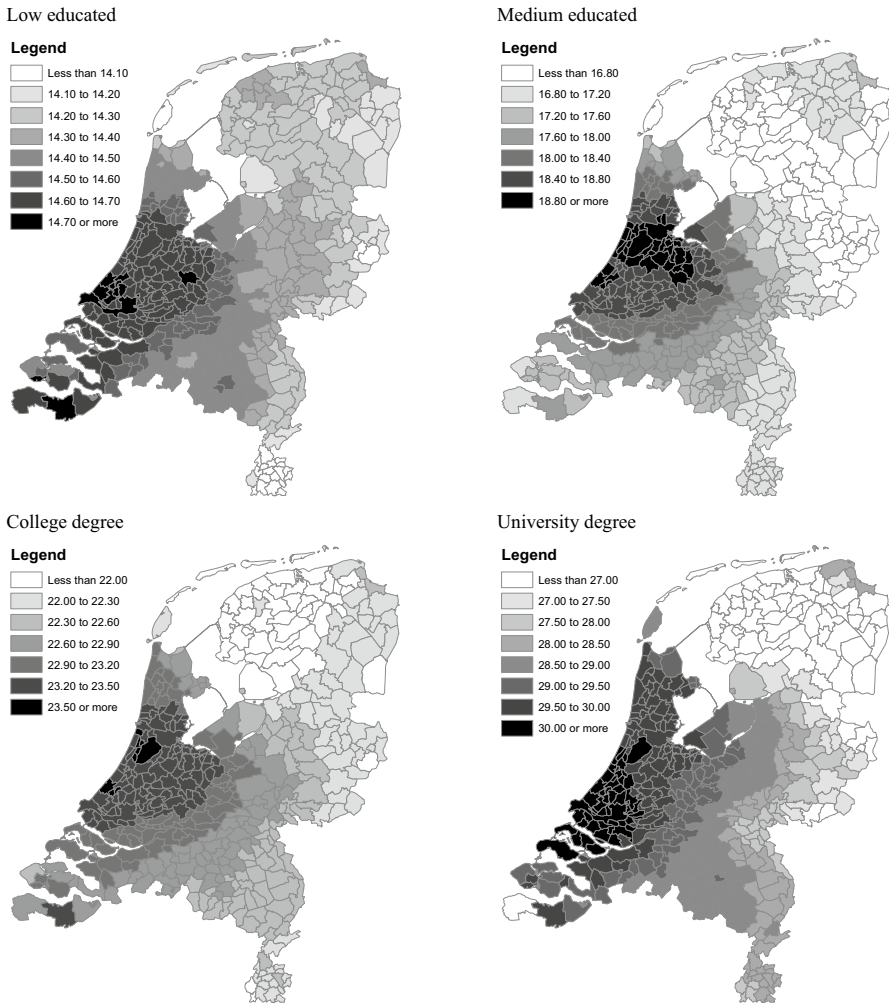 Low educated
Legend
Less than 14.10
14.10 to 14.20
14.20 to 14.30
14.30 to 14.40
14.40 to 14.50
14.50 to 14.60
14.60 to 14.70
14.70 or more
Medium educated
Legend
Less than 16.80
16.80 to 17.20
17.20 to 17.60
17.60 to 18.00
18.00 to 18.40
18.40 to 18.80
18.80 or more
College degree
Legend
Less than 22.00
22.00 to 22.30
22.30 to 22.60
22.60 to 22.90
22.90 to 23.20
23.20 to 23.50
23.50 or more
University degree
Legend
Less than 27.00
27.00 to 27.50
27.50 to 28.00
28.00 to 28.50
28.50 to 29.00
29.00 to 29.50
29.50 to 30.00
30.00 or more